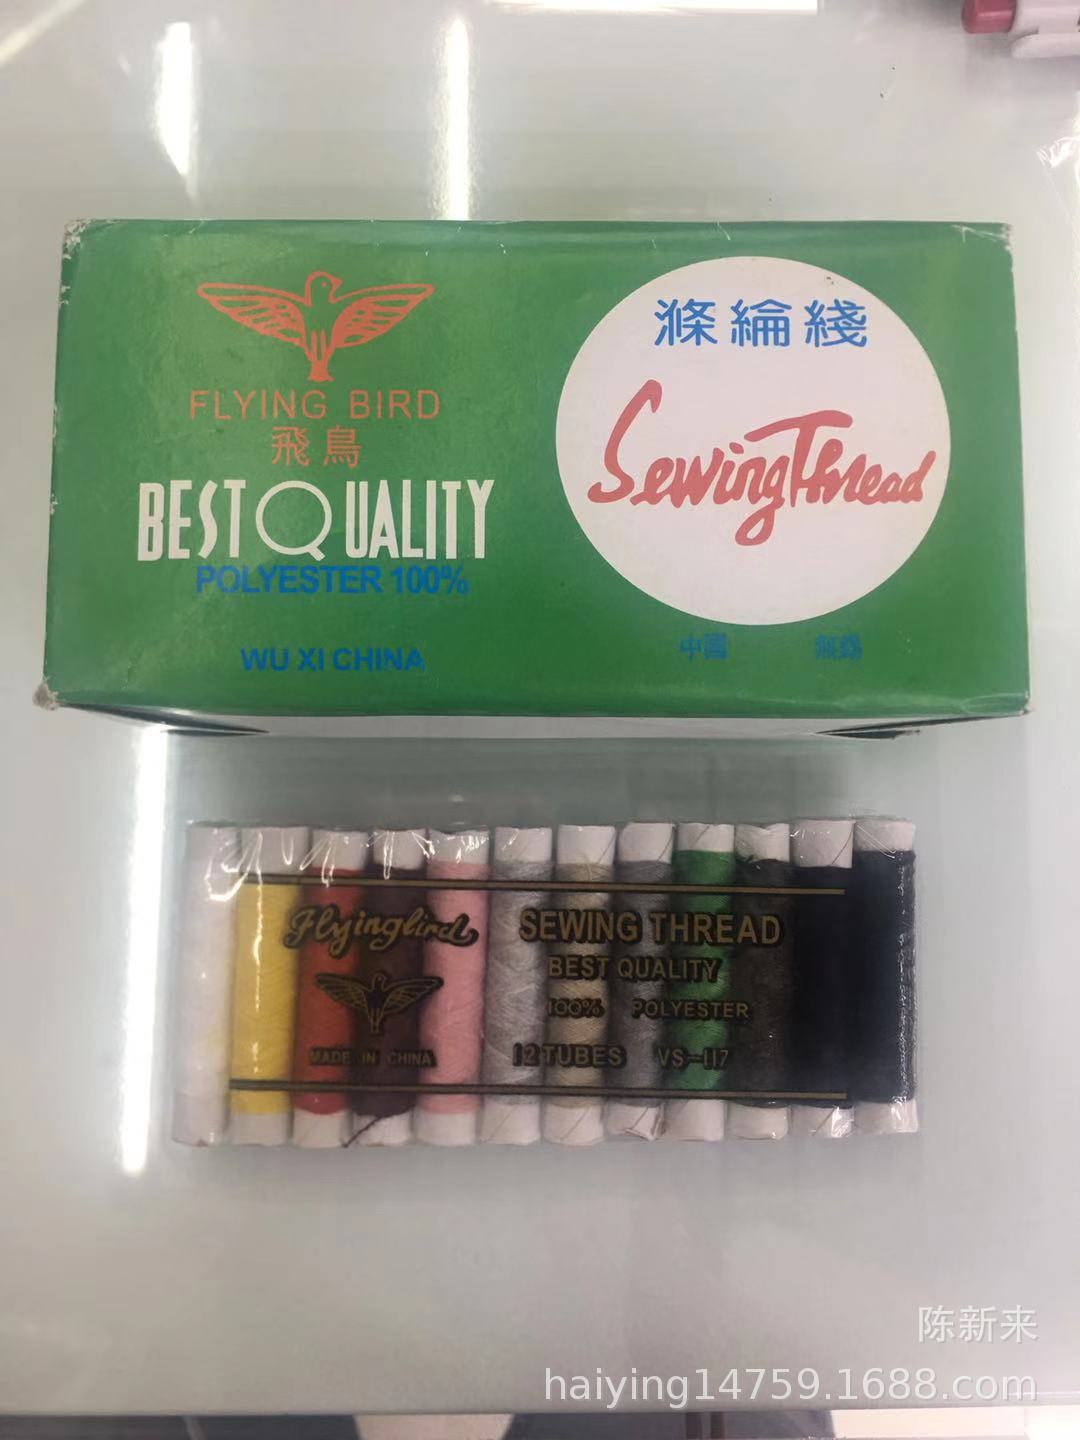 FLYING BIRD
飛鳥
BEST QUALITY
POLYESTER 100%
WU XI CHINA
滌綸綫
Sewing Thread
中國 無錫
Flyingbird
MADE IN CHINA
SEWING THREAD
BEST QUALITY
100% POLYESTER
12 TUBES VS-117
陈新来
haiying14759.1688.com